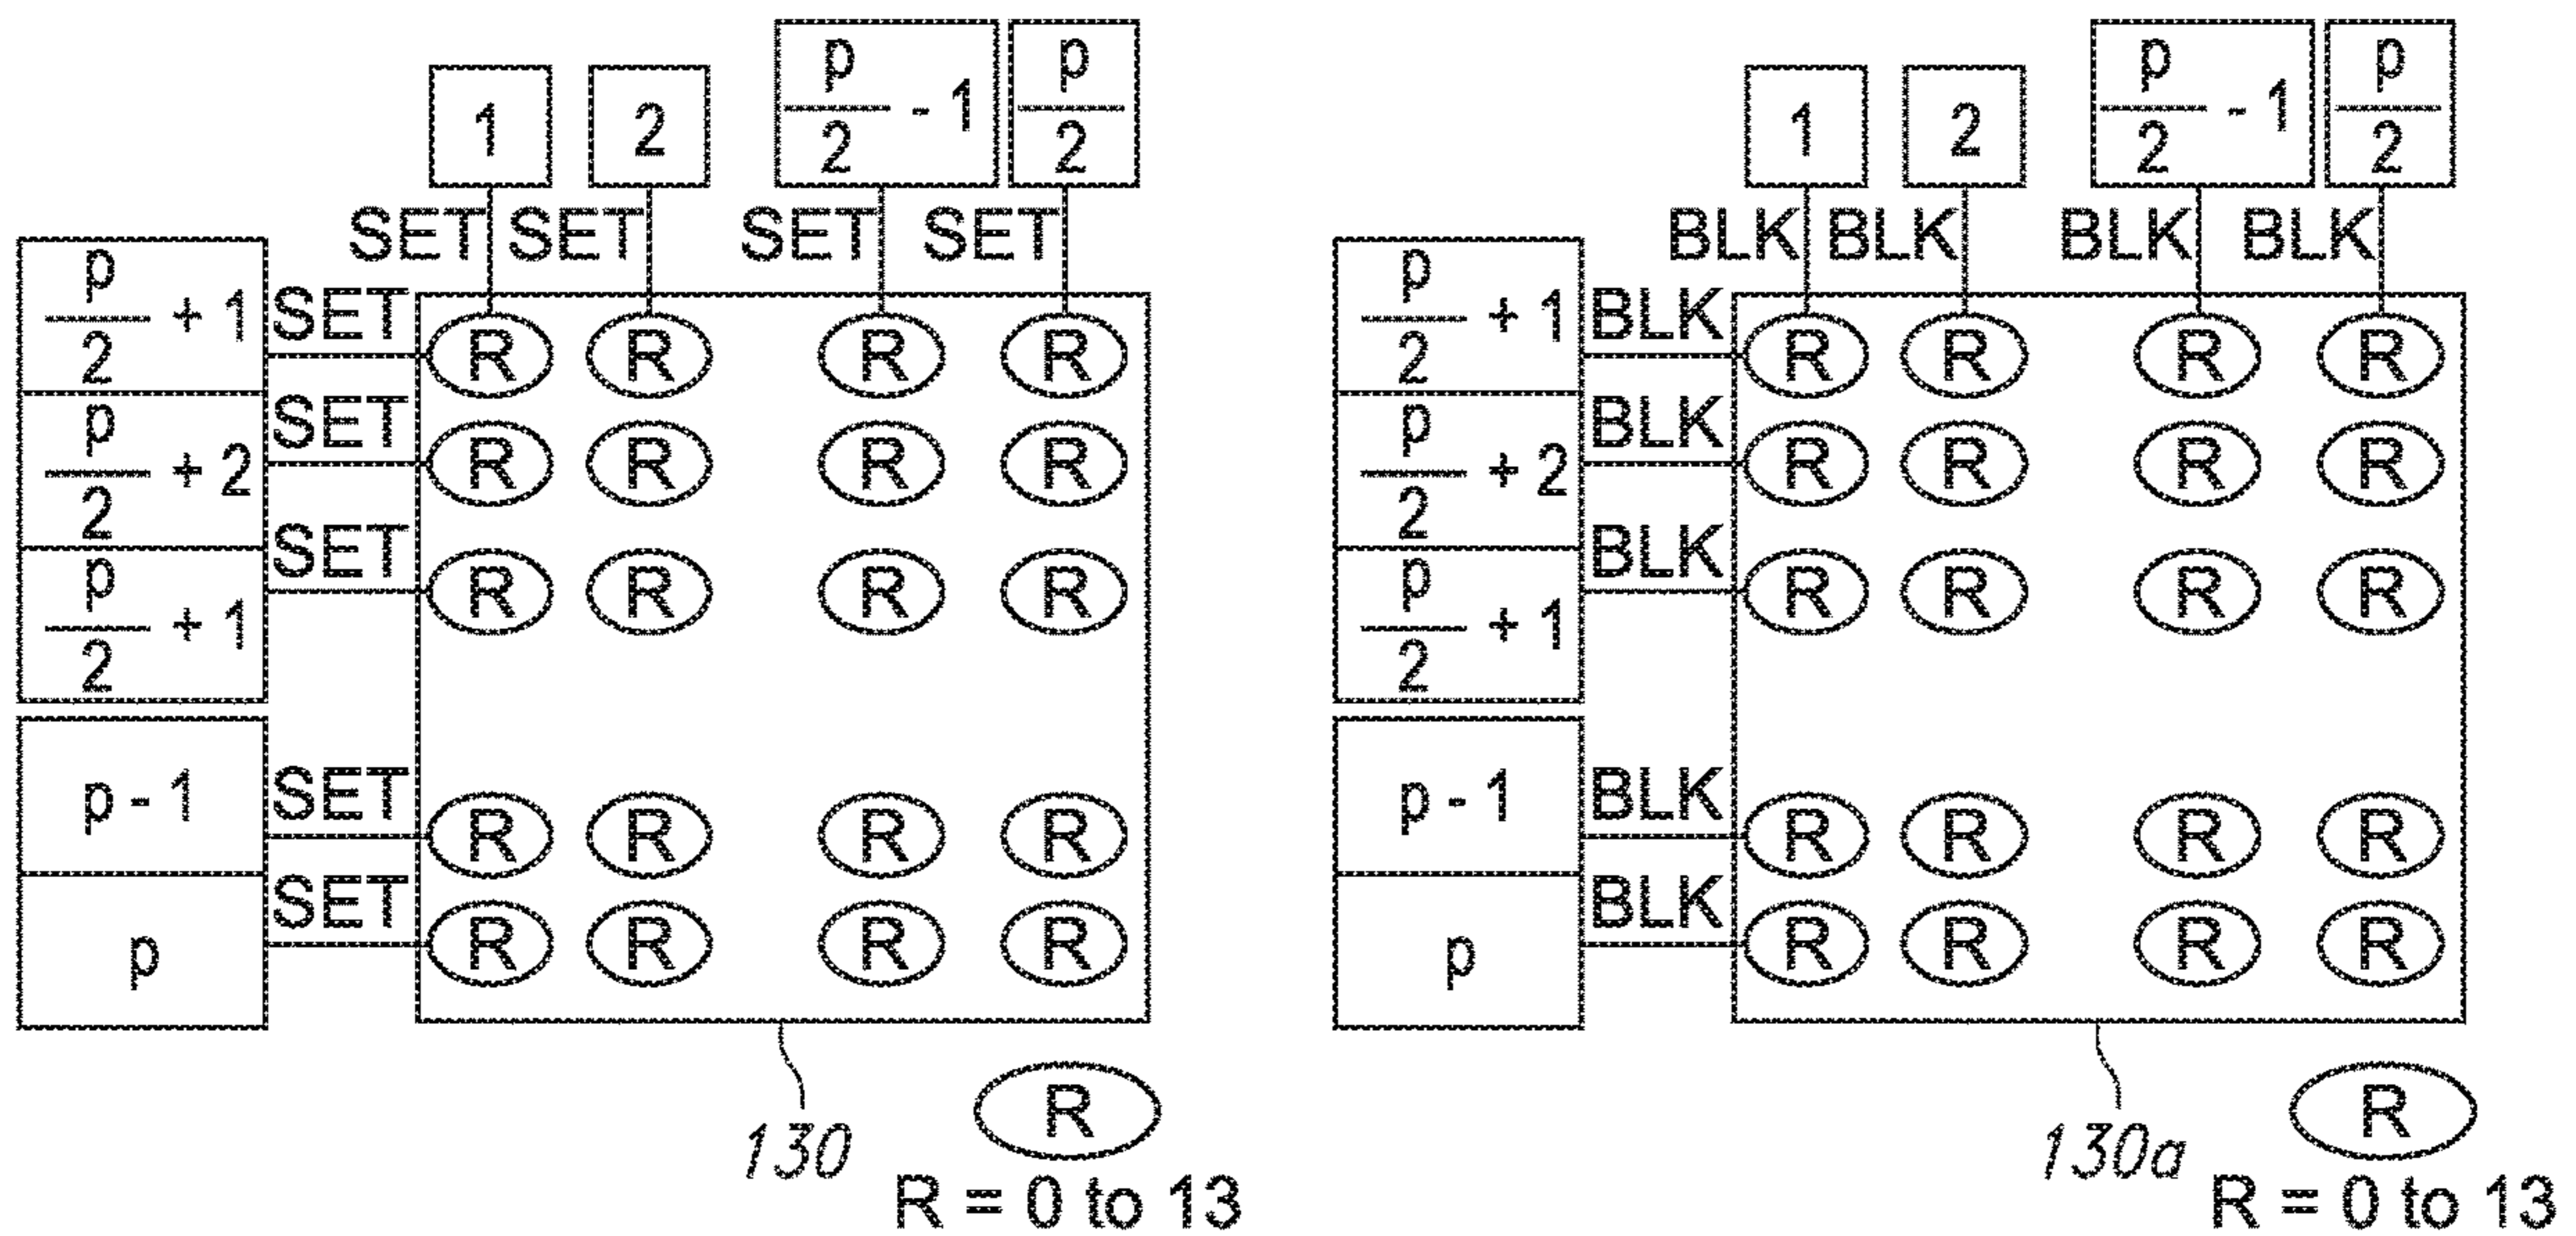 1 2 p/2 - 1 p/2
SET SET SET SET
p/2 + 1 SET R R R R
p/2 + 2 SET R R R R
p/2 + 1 SET R R R R
p - 1 SET R R R R
p SET R R R R
130
R
R = 0 to 13
1 2 p/2 - 1 p/2
BLK BLK BLK BLK
p/2 + 1 BLK R R R R
p/2 + 2 BLK R R R R
p/2 + 1 BLK R R R R
p - 1 BLK R R R R
p BLK R R R R
130a
R
R = 0 to 13